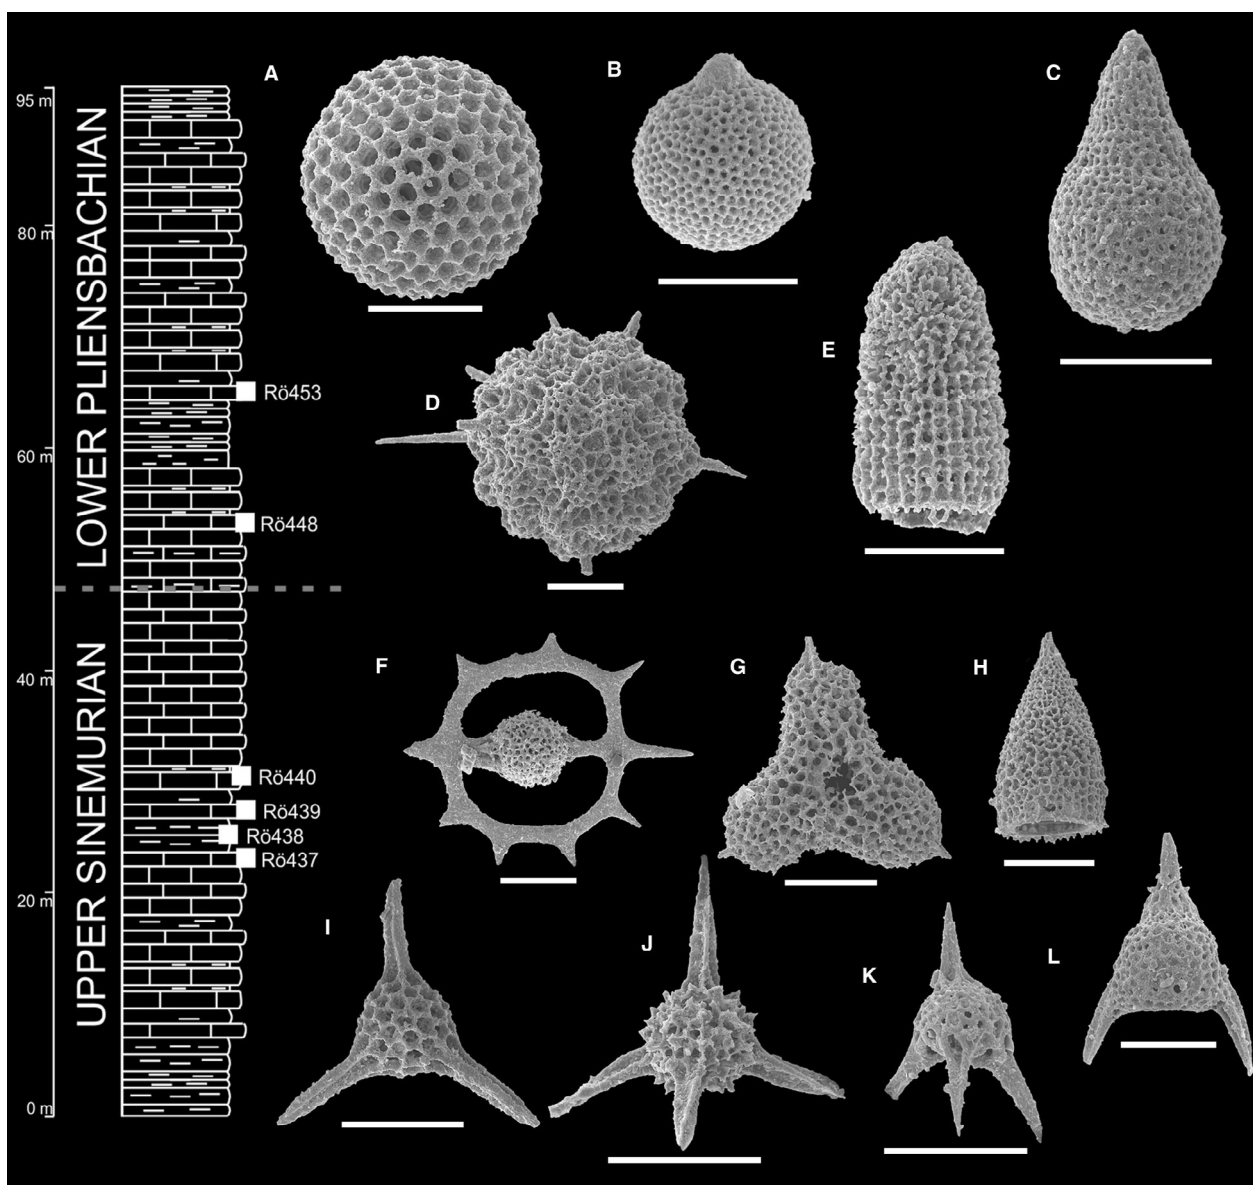 95 m
80 m
60 m
40 m
20 m
0 m
LOWER PLIENSBACHIAN
UPPER SINEMURIAN
Rö453
Rö448
Rö440
Rö439
Rö438
Rö437
A
B
C
D
E
F
G
H
I
J
K
L